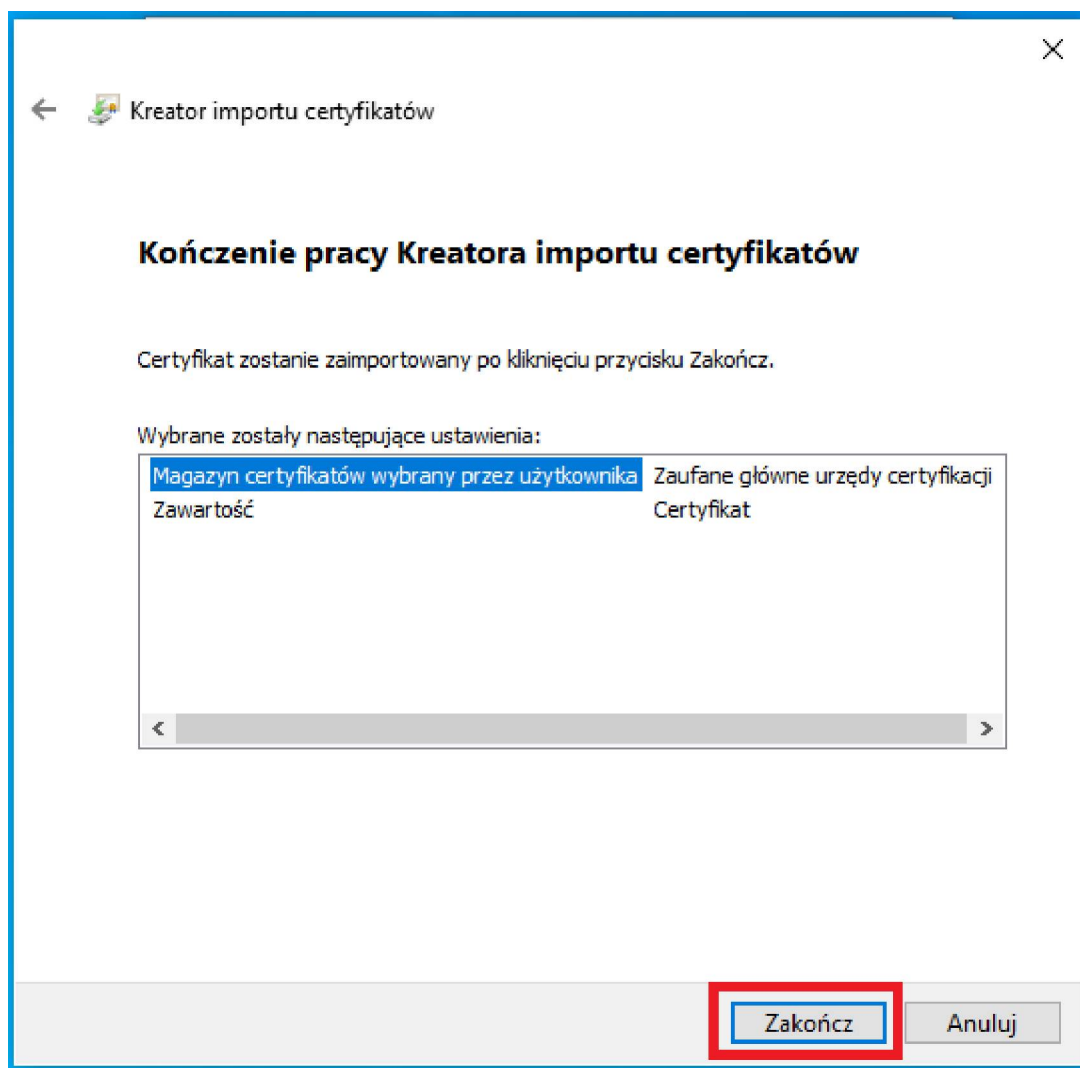 Kreator importu certyfikatów
Kończenie pracy Kreatora importu certyfikatów
Certyfikat zostanie zaimportowany po kliknięciu przycisku Zakończ.
Wybrane zostały następujące ustawienia:
Magazyn certyfikatów wybrany przez użytkownika Zaufane główne urzędy certyfikacji
Zawartość Certyfikat
Zakończ Anuluj